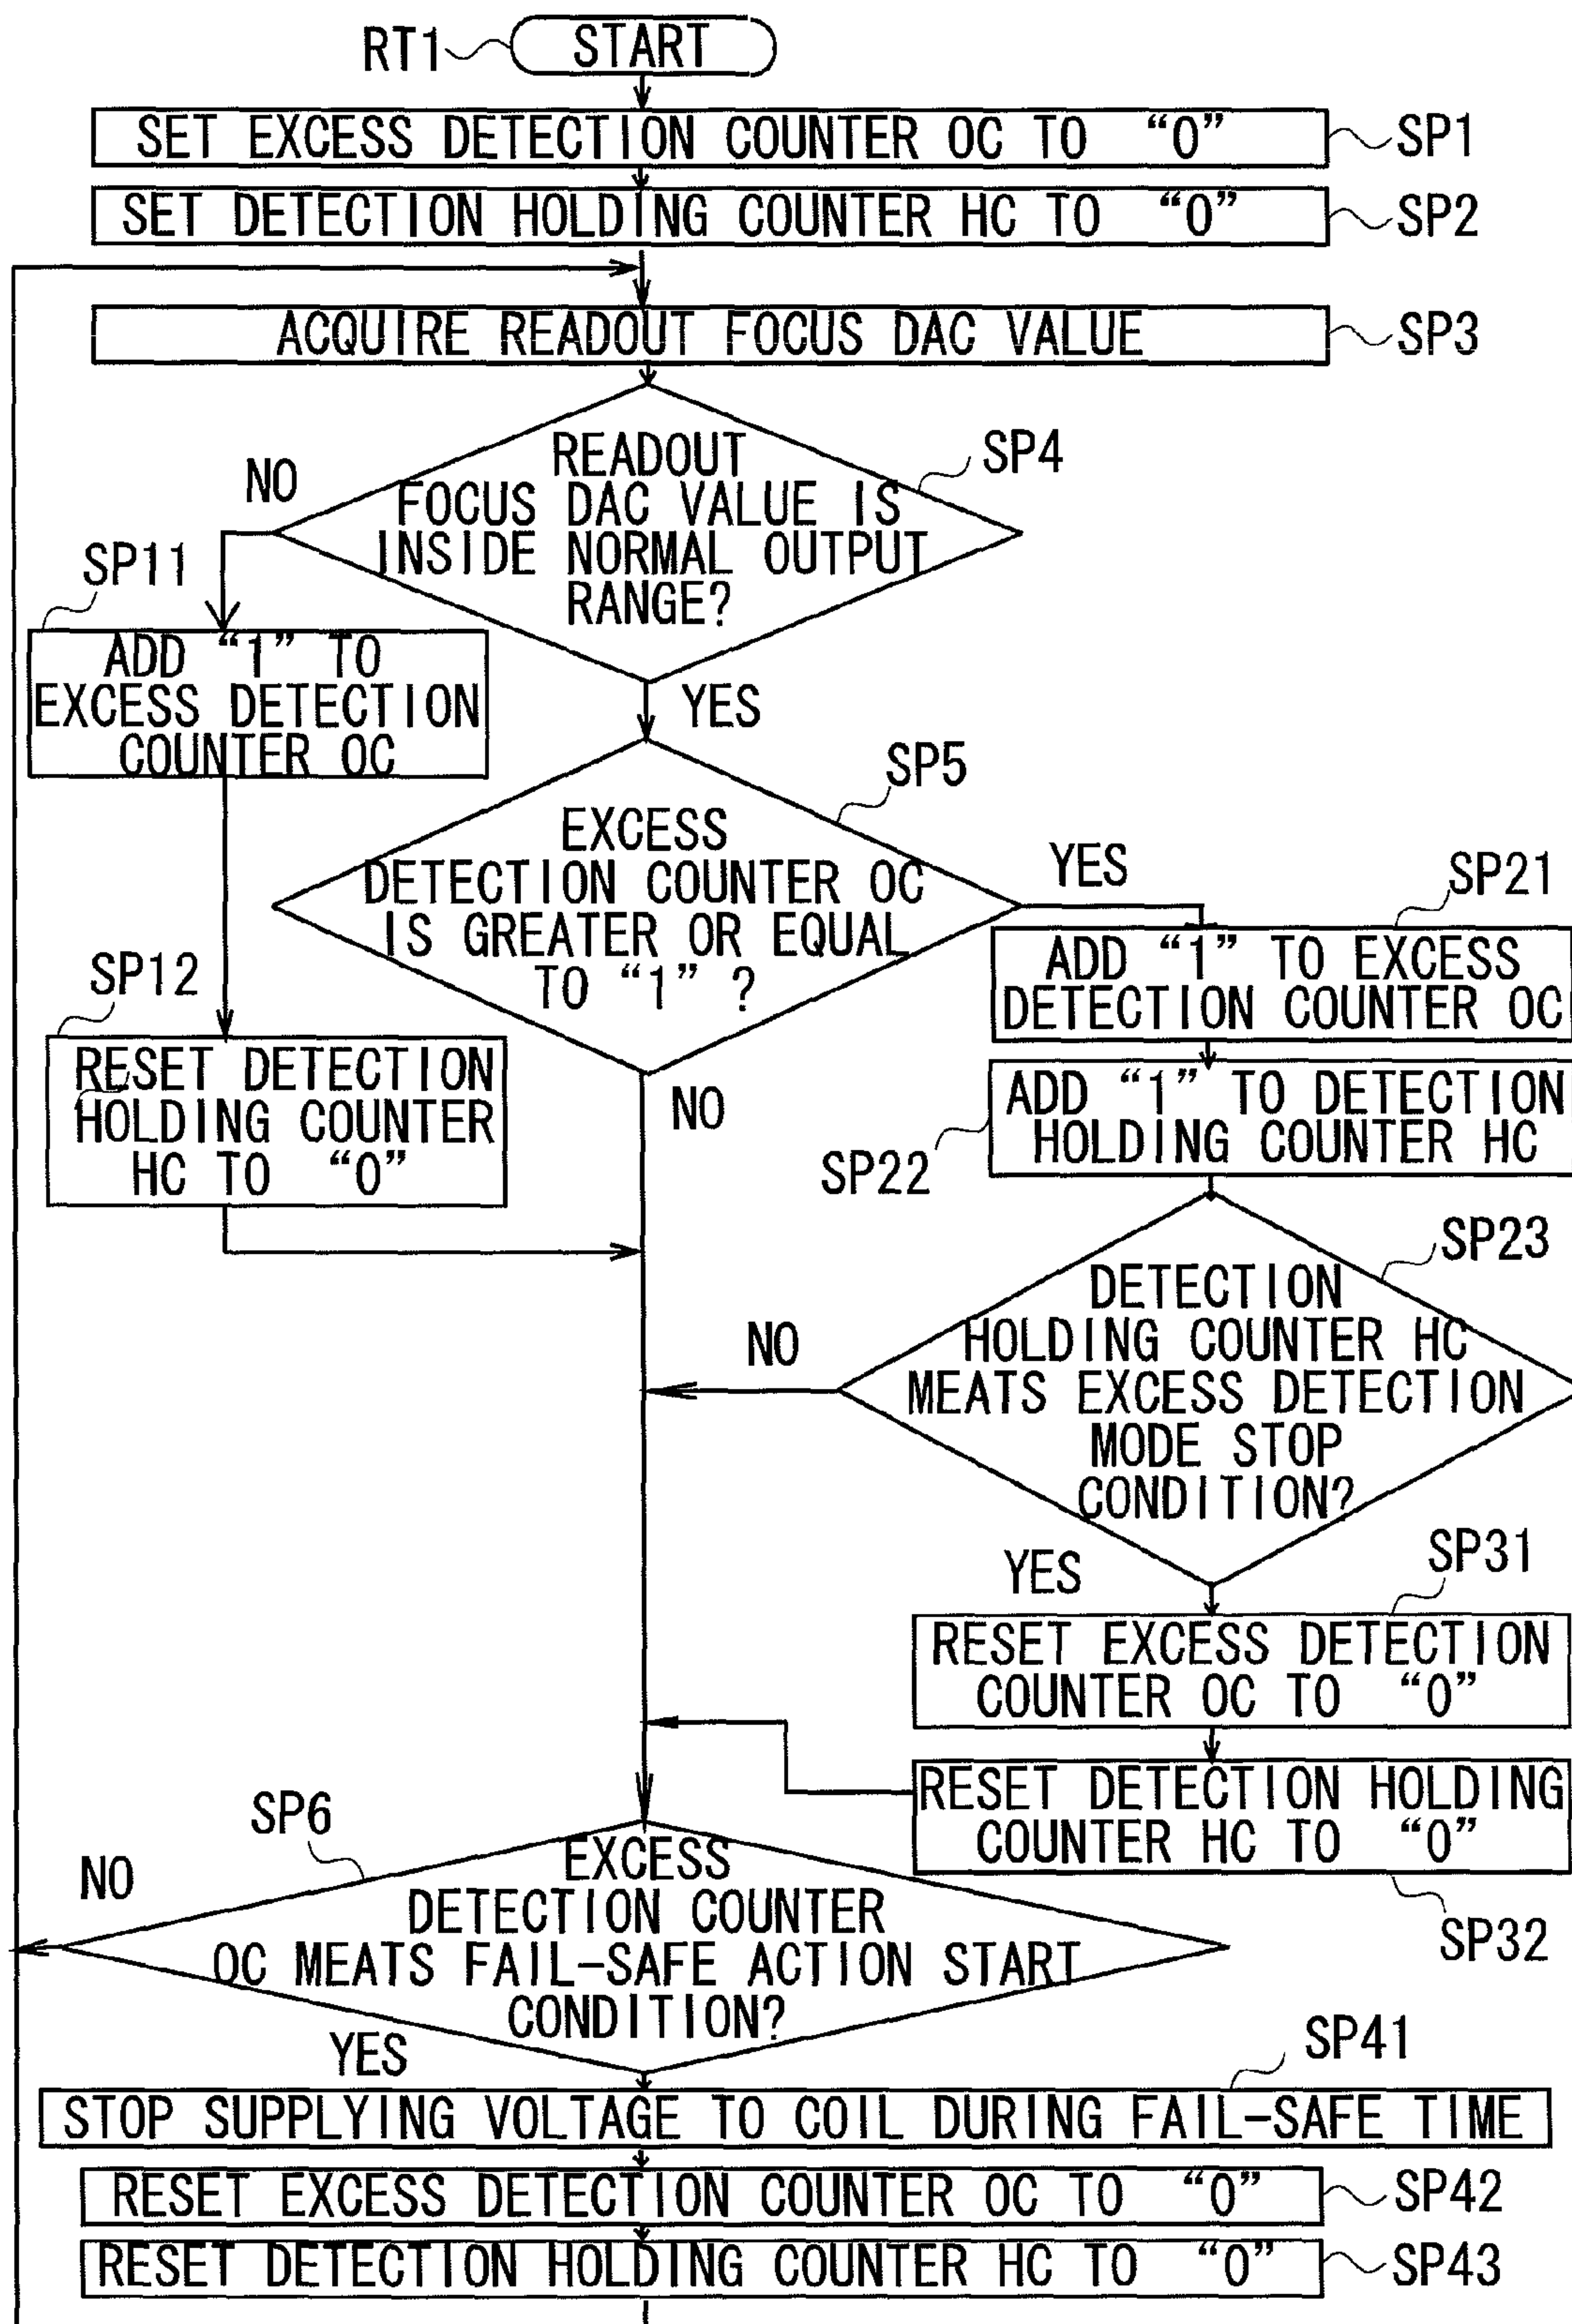 RT1
START
SET EXCESS DETECTION COUNTER OC TO “0”
SP1
SET DETECTION HOLDING COUNTER HC TO “0”
SP2
ACQUIRE READOUT FOCUS DAC VALUE
SP3
READOUT
FOCUS DAC VALUE IS
INSIDE NORMAL OUTPUT
RANGE?
SP4
NO
YES
SP11
ADD “1” TO
EXCESS DETECTION
COUNTER OC
SP5
EXCESS
DETECTION COUNTER OC
IS GREATER OR EQUAL
TO “1” ?
YES
NO
SP12
RESET DETECTION
HOLDING COUNTER
HC TO “0”
SP21
ADD “1” TO EXCESS
DETECTION COUNTER OC
ADD “1” TO DETECTION
HOLDING COUNTER HC
SP22
SP23
DETECTION
HOLDING COUNTER HC
MEATS EXCESS DETECTION
MODE STOP
CONDITION?
NO
YES
SP31
RESET EXCESS DETECTION
COUNTER OC TO “0”
RESET DETECTION HOLDING
COUNTER HC TO “0”
SP32
SP6
EXCESS
DETECTION COUNTER
OC MEATS FAIL-SAFE ACTION START
CONDITION?
NO
YES
SP41
STOP SUPPLYING VOLTAGE TO COIL DURING FAIL-SAFE TIME
RESET EXCESS DETECTION COUNTER OC TO “0”
SP42
RESET DETECTION HOLDING COUNTER HC TO “0”
SP43